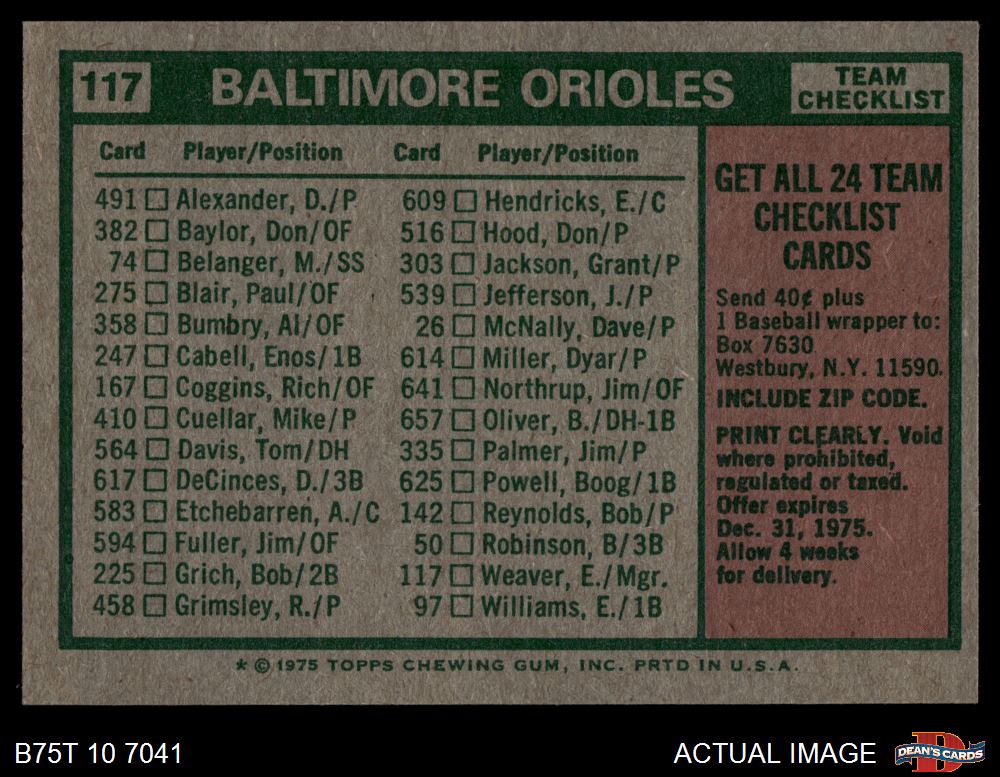 117 BALTIMORE ORIOLES TEAM CHECKLIST
Card Player/Position
491 Alexander, D./P
382 Baylor, Don/OF
74 Belanger, M./SS
275 Blair, Paul/OF
358 Bumbry, Al/OF
247 Cabell, Enos/1B
167 Coggins, Rich/OF
410 Cuellar, Mike/P
564 Davis, Tom/DH
617 DeCinces, D./3B
583 Etchebarren, A./C
594 Fuller, Jim/OF
225 Grich, Bob/2B
458 Grimsley, R./P
Card Player/Position
609 Hendricks, E./C
516 Hood, Don/P
303 Jackson, Grant/P
539 Jefferson, J./P
26 McNally, Dave/P
614 Miller, Dyar/P
641 Northrup, Jim/OF
657 Oliver, B./DH-1B
335 Palmer, Jim/P
625 Powell, Boog/1B
142 Reynolds, Bob/P
50 Robinson, B/3B
117 Weaver, E./Mgr.
97 Williams, E./1B
GET ALL 24 TEAM
CHECKLIST
CARDS
Send 40¢ plus
1 Baseball wrapper to:
Box 7630
Westbury, N.Y. 11590.
INCLUDE ZIP CODE.
PRINT CLEARLY. Void
where prohibited,
regulated or taxed.
Offer expires
Dec. 31, 1975.
Allow 4 weeks
for delivery.
* © 1975 TOPPS CHEWING GUM, INC. PRTD IN U.S.A.
B75T 10 7041
ACTUAL IMAGE
D
DEAN'S CARDS